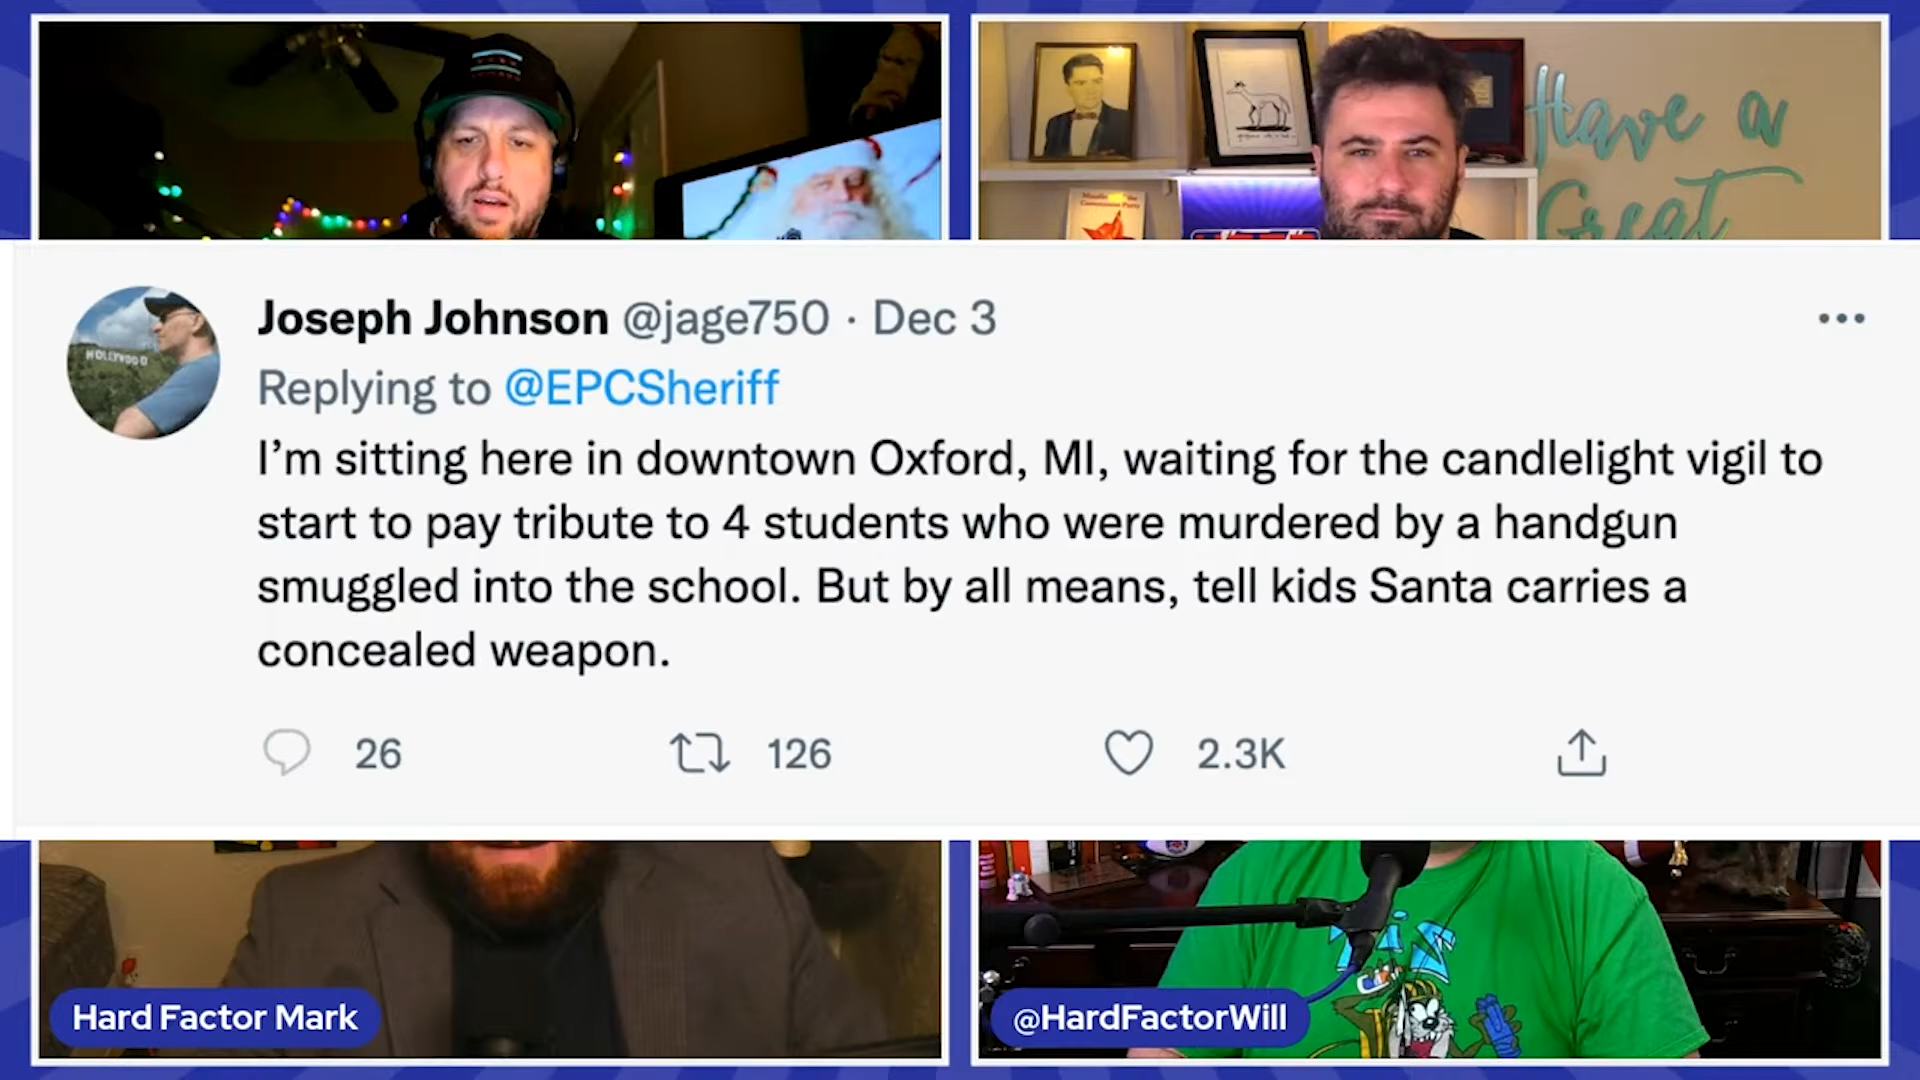 Have a
Great
HOLLYWOOD
Joseph Johnson @jage750 · Dec 3
Replying to @EPCSheriff
I'm sitting here in downtown Oxford, MI, waiting for the candlelight vigil to
start to pay tribute to 4 students who were murdered by a handgun
smuggled into the school. But by all means, tell kids Santa carries a
concealed weapon.
26 126 2.3K
Hard Factor Mark
@HardFactorWill